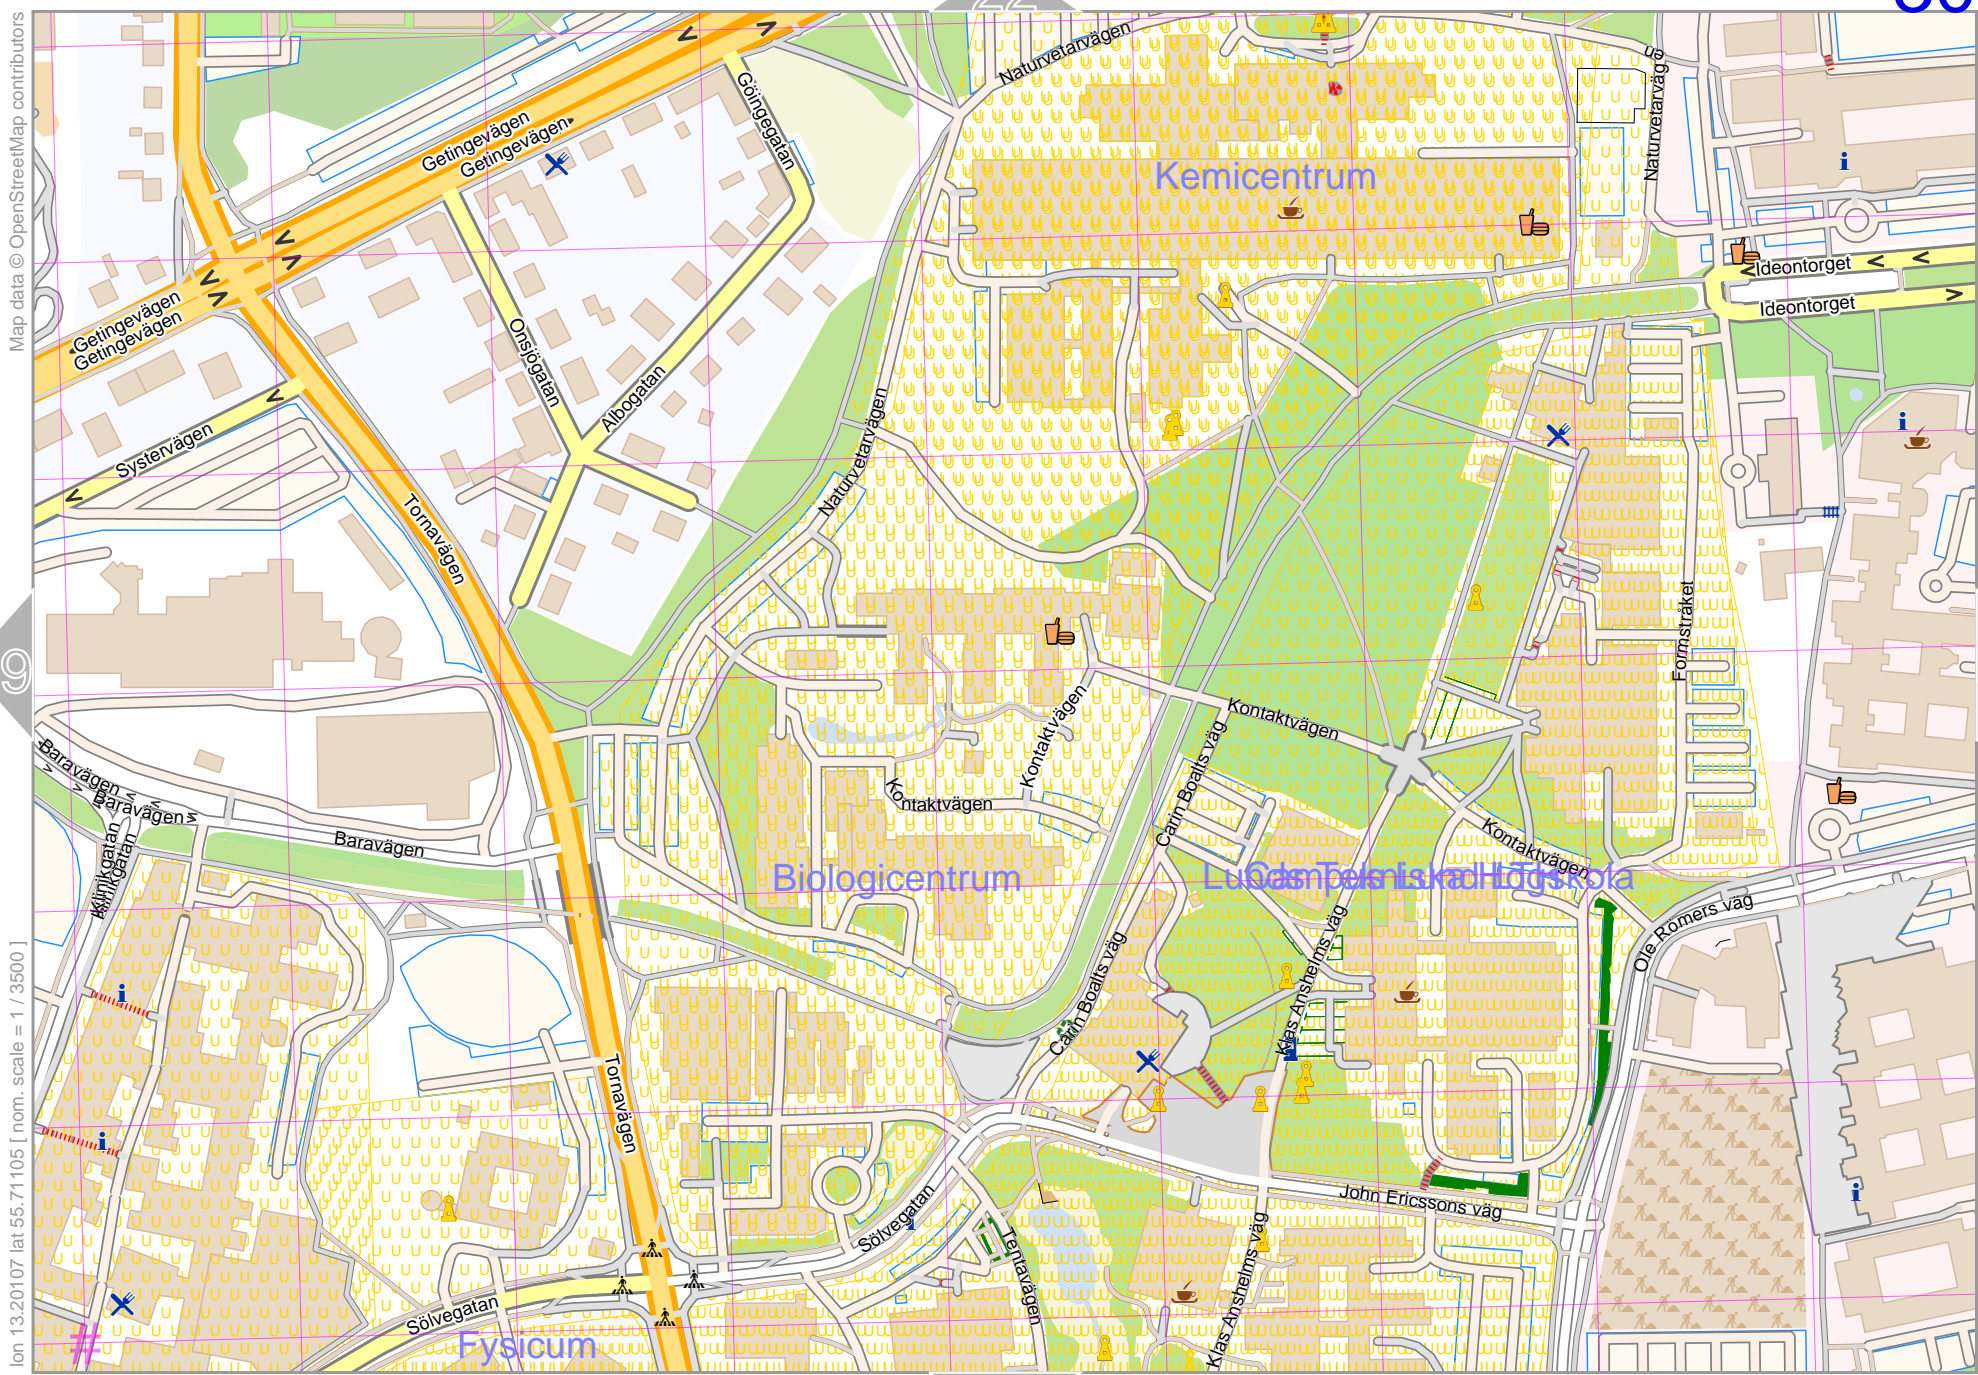 22
Map data © OpenStreetMap contributors
Naturvetarvägen
Göingegatan
Getingevägen
Getingevägen
Naturvetarväg
Kemicentrum
Ideontorget
Ideontorget
Getingevägen
Getingevägen
Onsjögatan
Albogatan
Systervägen
Naturvetarvägen
Tornavägen
Formstråket
9
Kontaktvägen
Kontaktvägen
Carin Boalts väg
Baravägen
Baravägen
Baravägen
Kontaktvägen
Kontaktvägen
Klinikgatan
Klinikgatan
Biologicentrum
Ole Römers väg
Carin Boalts väg
Klas Anshelms väg
Tornavägen
John Ericssons väg
Sölvegatan
Tentavägen
Klas Anshelms väg
Sölvegatan
Fysicum
lon 13.20107 lat 55.71105 [ nom. scale = 1 / 3500 ]